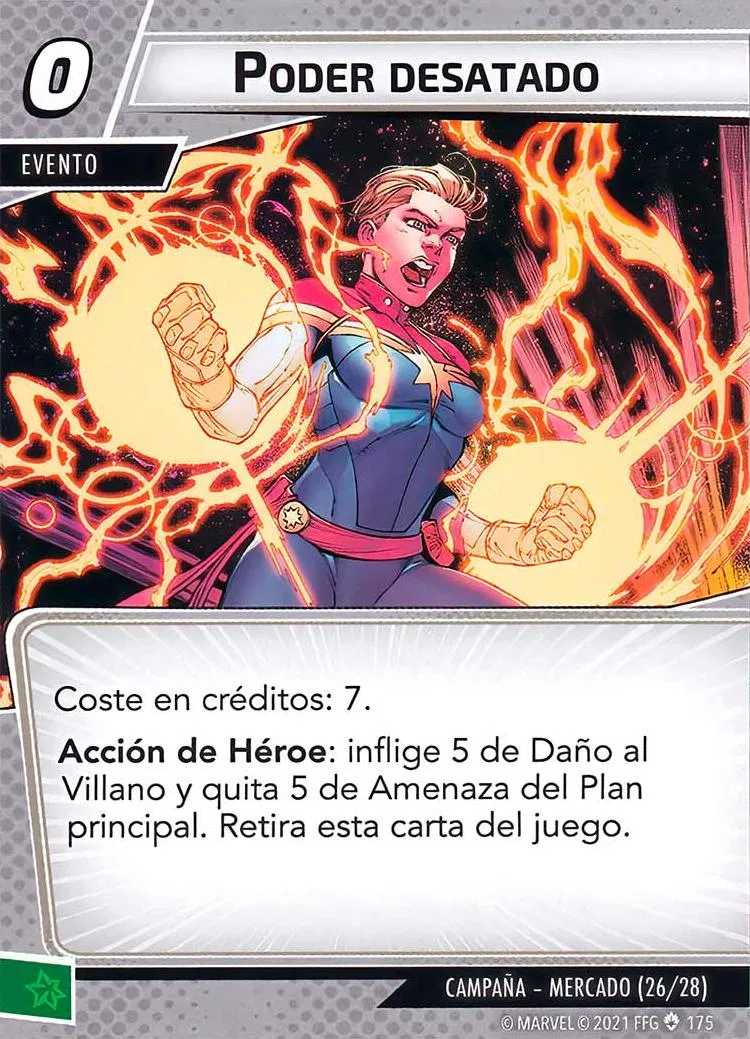 0
PODER DESATADO
EVENTO
Coste en créditos: 7.
Acción de Héroe: inflige 5 de Daño al
Villano y quita 5 de Amenaza del Plan
principal. Retira esta carta del juego.
CAMPAÑA – MERCADO (26/28)
© MARVEL © 2021 FFG 175